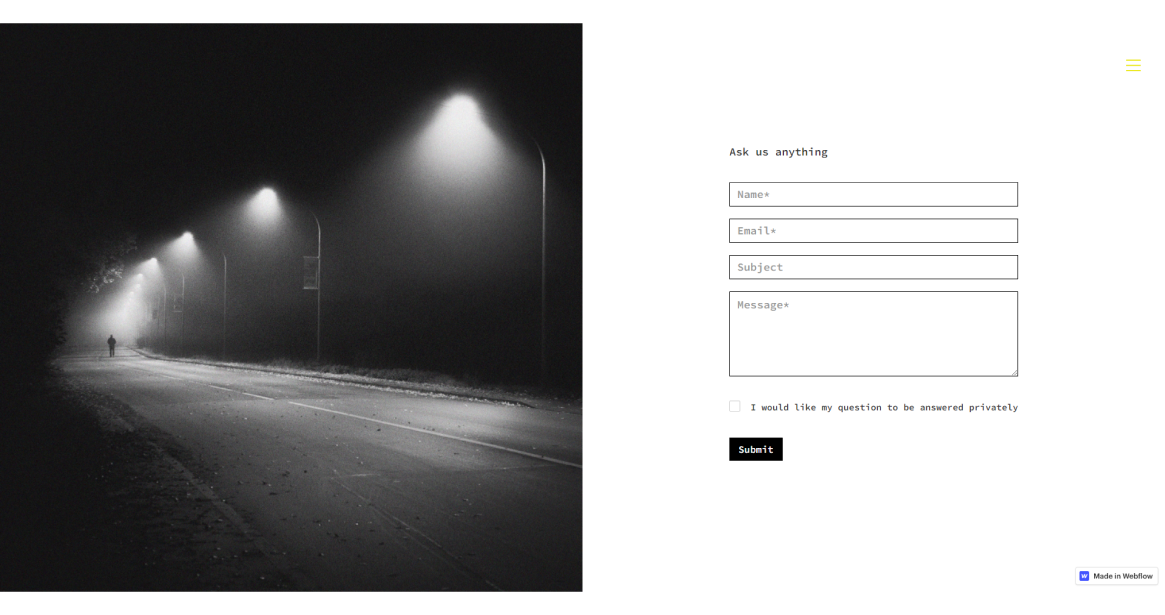 Ask us anything
Name*
Email*
Subject
Message*
I would like my question to be answered privately
Submit
Made in Webflow